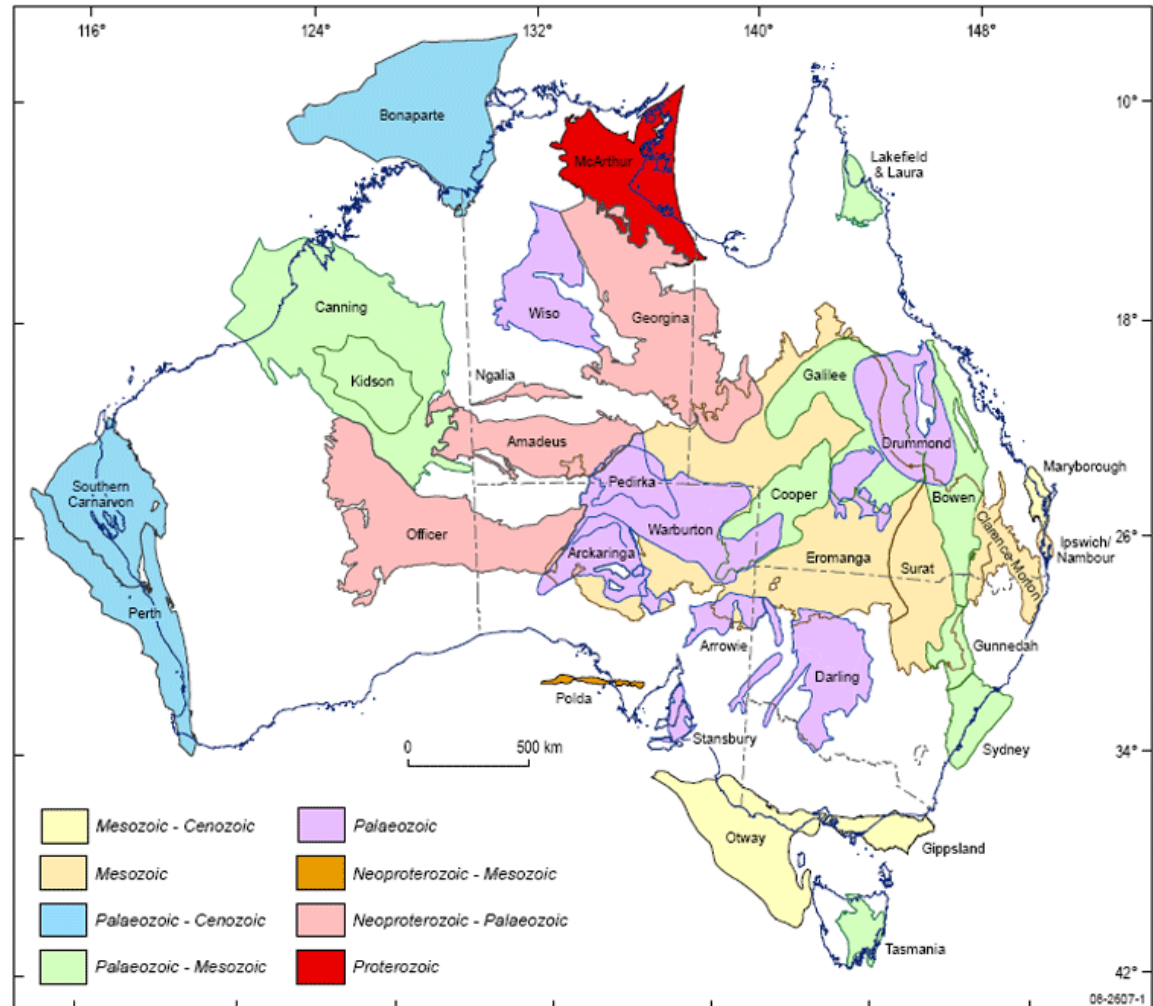 116°
124°
132°
140°
148°
10°
18°
26°
34°
42°
Bonaparte
McArthur
Lakefield
& Laura
Canning
Wiso
Georgina
Kidson
Ngalia
Galilee
Amadeus
Drummond
Maryborough
Southern
Carnarvon
Pedirka
Cooper
Bowen
Clarence-Morton
Officer
Warburton
Arckaringa
Eromanga
Surat
Ipswich/
Nambour
Perth
Arrowie
Gunnedah
Darling
Polda
Stansbury
Sydney
0
500 km
Otway
Gippsland
Tasmania
Mesozoic - Cenozoic
Mesozoic
Palaeozoic - Cenozoic
Palaeozoic - Mesozoic
Palaeozoic
Neoproterozoic - Mesozoic
Neoproterozoic - Palaeozoic
Proterozoic
08-2607-1